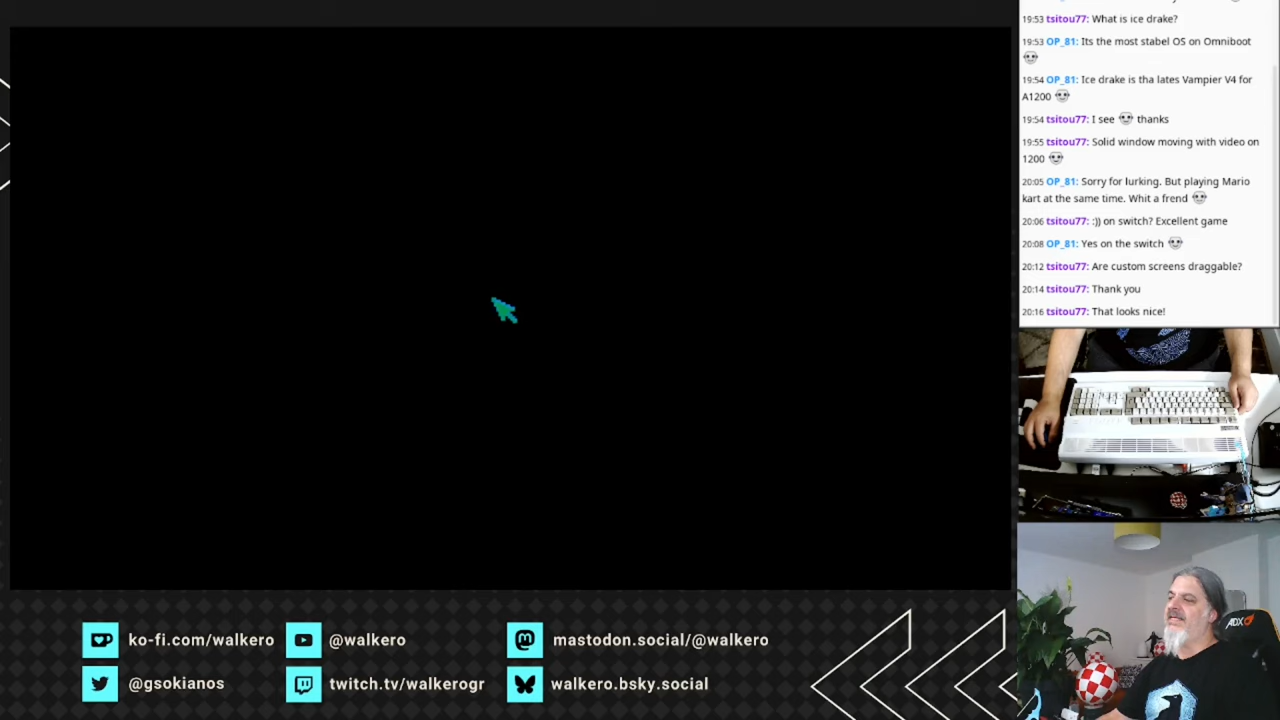 19:53 tsitou77: What is ice drake?
19:53 OP_81: Its the most stabel OS on Omniboot
19:54 OP_81: Ice drake is tha lates Vampier V4 for
A1200
19:54 tsitou77: I see thanks
19:55 tsitou77: Solid window moving with video on
1200
20:05 OP_81: Sorry for lurking. But playing Mario
kart at the same time. Whit a frend
20:06 tsitou77: :)) on switch? Excellent game
20:08 OP_81: Yes on the switch
20:12 tsitou77: Are custom screens draggable?
20:14 tsitou77: Thank you
20:16 tsitou77: That looks nice!
ADX
ko-fi.com/walkero
@walkero
mastodon.social/@walkero
@gsokianos
twitch.tv/walkerogr
walkero.bsky.social